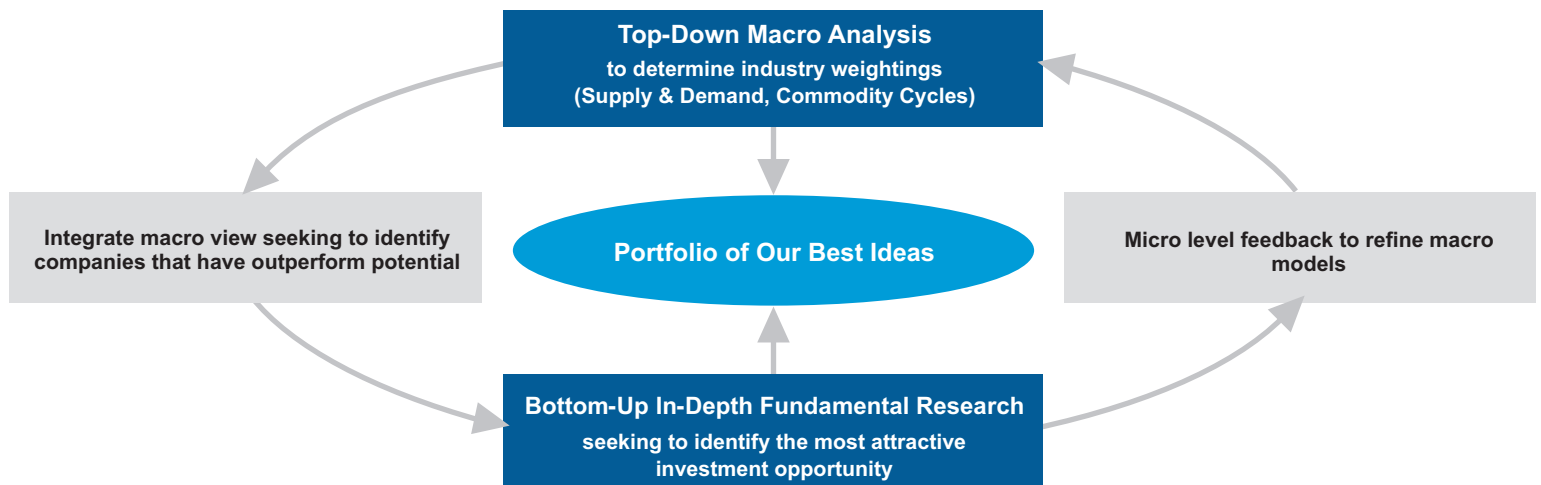 Top-Down Macro Analysis
to determine industry weightings
(Supply & Demand, Commodity Cycles)
Integrate macro view seeking to identify
companies that have outperform potential
Portfolio of Our Best Ideas
Micro level feedback to refine macro
models
Bottom-Up In-Depth Fundamental Research
seeking to identify the most attractive
investment opportunity